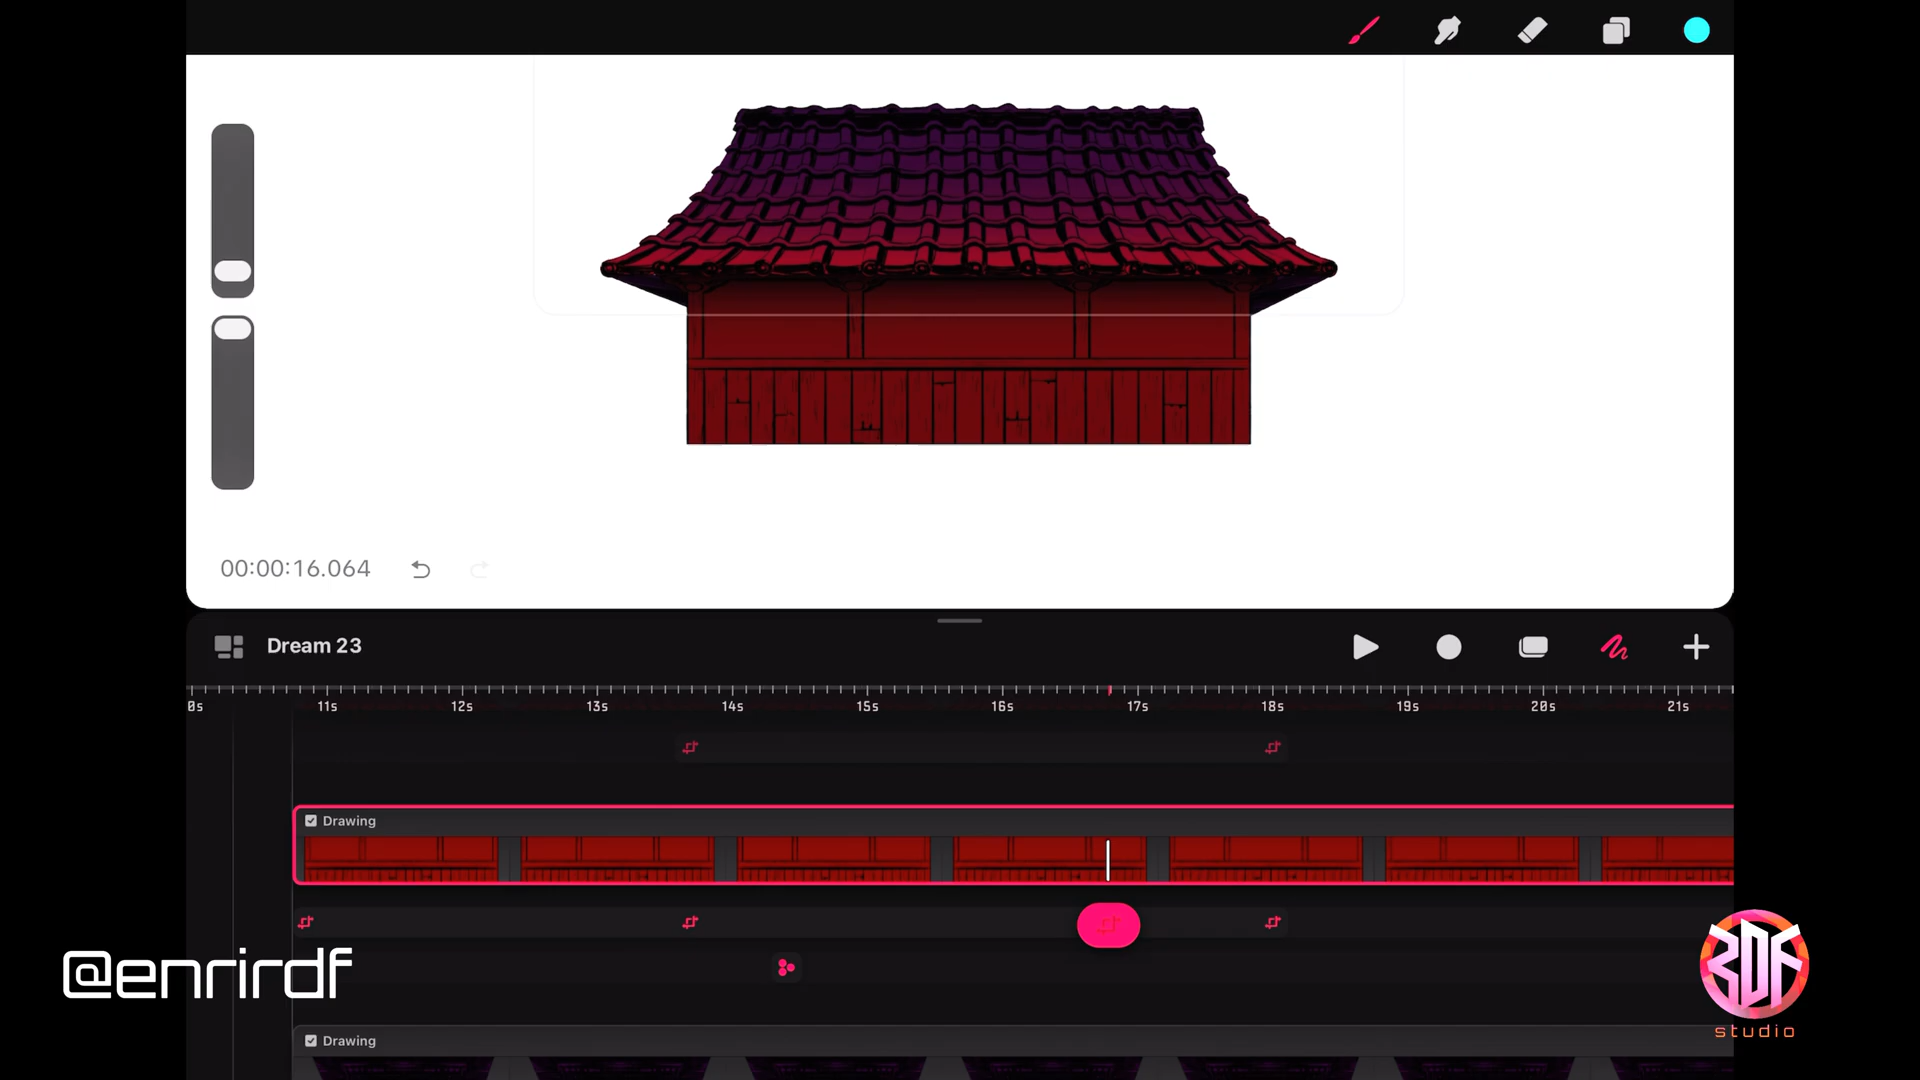 00:00:16.064
Dream 23
0s 11s 12s 13s 14s 15s 16s 17s 18s 19s 20s 21s
Drawing
@enrirdf
RDF
studio
Drawing